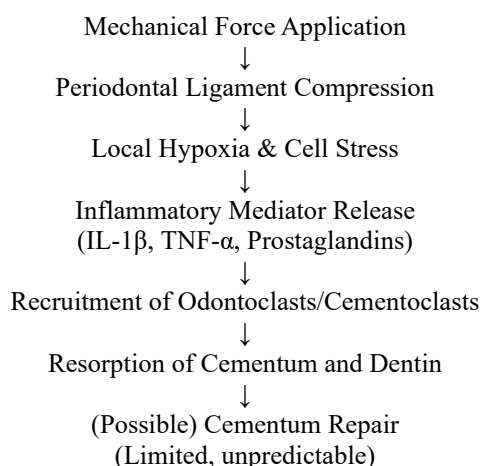 Mechanical Force Application
↓
Periodontal Ligament Compression
↓
Local Hypoxia & Cell Stress
↓
Inflammatory Mediator Release
(IL-1β, TNF-α, Prostaglandins)
↓
Recruitment of Odontoclasts/Cementoclasts
↓
Resorption of Cementum and Dentin
↓
(Possible) Cementum Repair
(Limited, unpredictable)